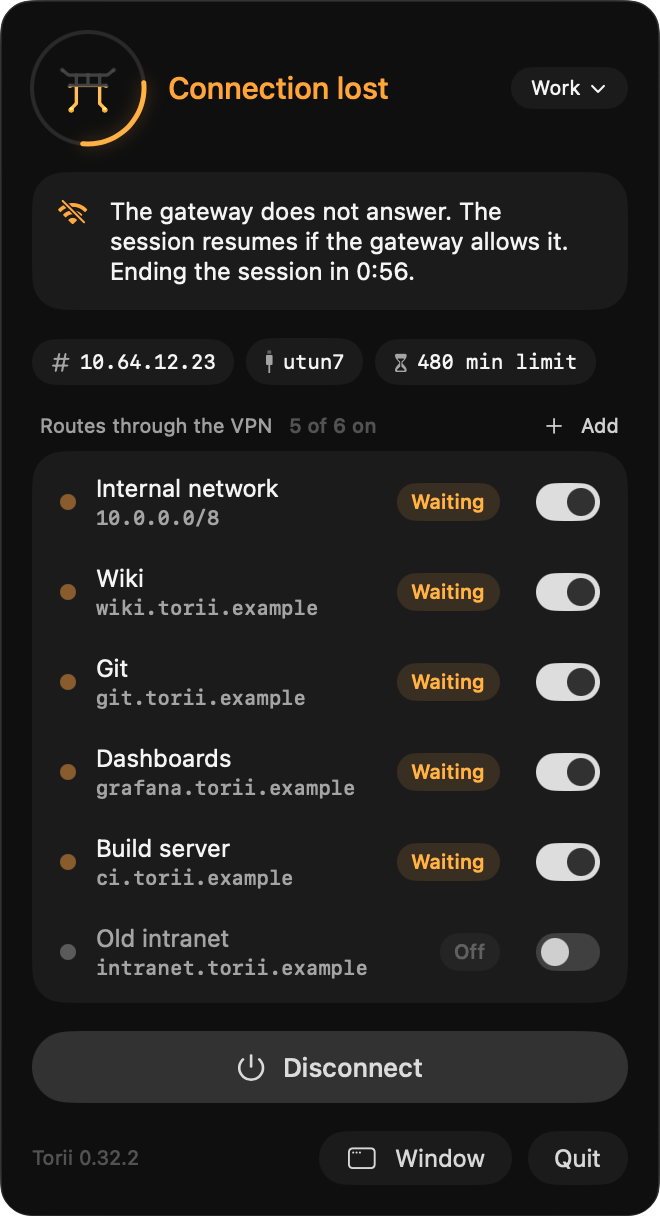 Connection lost
Work
The gateway does not answer. The
session resumes if the gateway allows it.
Ending the session in 0:56.
# 10.64.12.23
utun7
480 min limit
Routes through the VPN 5 of 6 on
+ Add
Internal network
10.0.0.0/8
Waiting
Wiki
wiki.torii.example
Waiting
Git
git.torii.example
Waiting
Dashboards
grafana.torii.example
Waiting
Build server
ci.torii.example
Waiting
Old intranet
intranet.torii.example
Off
Disconnect
Torii 0.32.2
Window
Quit